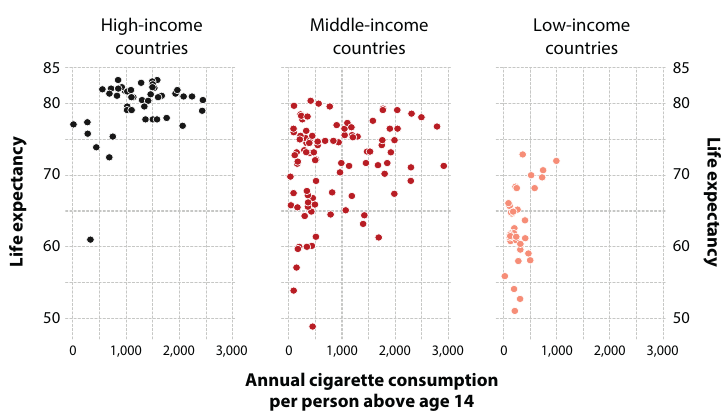 High-income
countries
Middle-income
countries
Low-income
countries
85
80
70
60
50
Life expectancy
85
80
70
60
50
Life expectancy
0 1,000 2,000 3,000
0 1,000 2,000 3,000
0 1,000 2,000 3,000
Annual cigarette consumption
per person above age 14